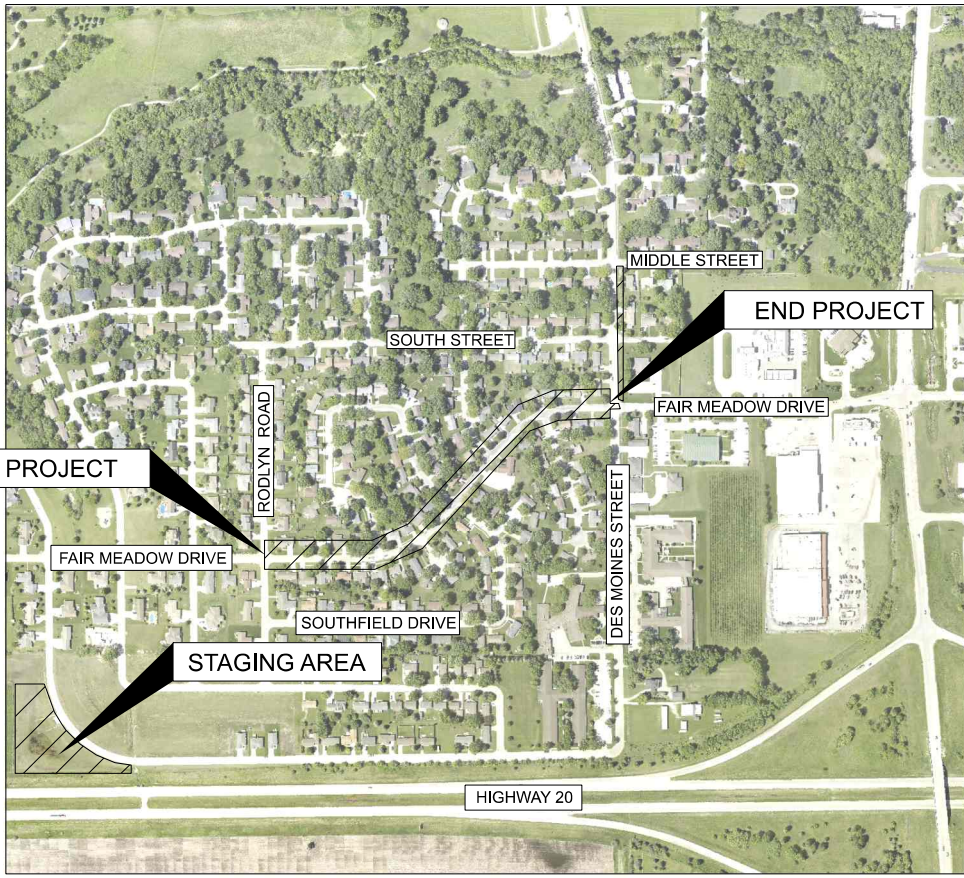 MIDDLE STREET
END PROJECT
SOUTH STREET
RODLYN ROAD
FAIR MEADOW DRIVE
PROJECT
DES MOINES STREET
FAIR MEADOW DRIVE
SOUTHFIELD DRIVE
STAGING AREA
HIGHWAY 20